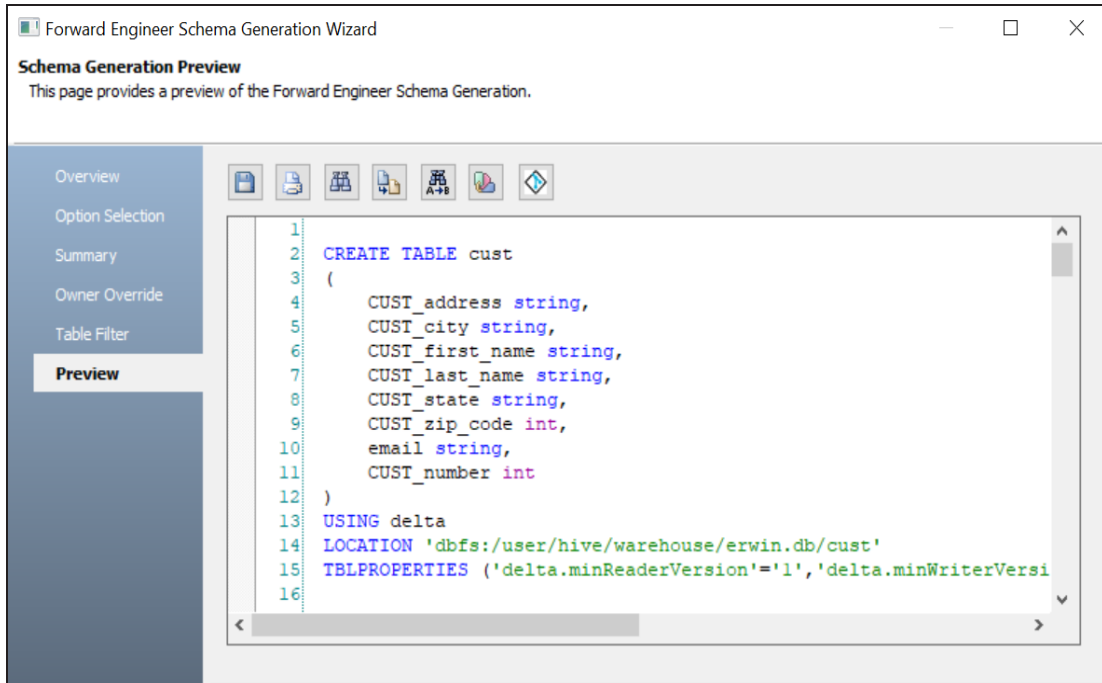 Forward Engineer Schema Generation Wizard
Schema Generation Preview
This page provides a preview of the Forward Engineer Schema Generation.
Overview
Option Selection
Summary
Owner Override
Table Filter
Preview
A→B
1
2 CREATE TABLE cust
3 (
4 CUST_address string,
5 CUST_city string,
6 CUST_first_name string,
7 CUST_last_name string,
8 CUST_state string,
9 CUST_zip_code int,
10 email string,
11 CUST_number int
12 )
13 USING delta
14 LOCATION 'dbfs:/user/hive/warehouse/erwin.db/cust'
15 TBLPROPERTIES ('delta.minReaderVersion'='1','delta.minWriterVersi
16